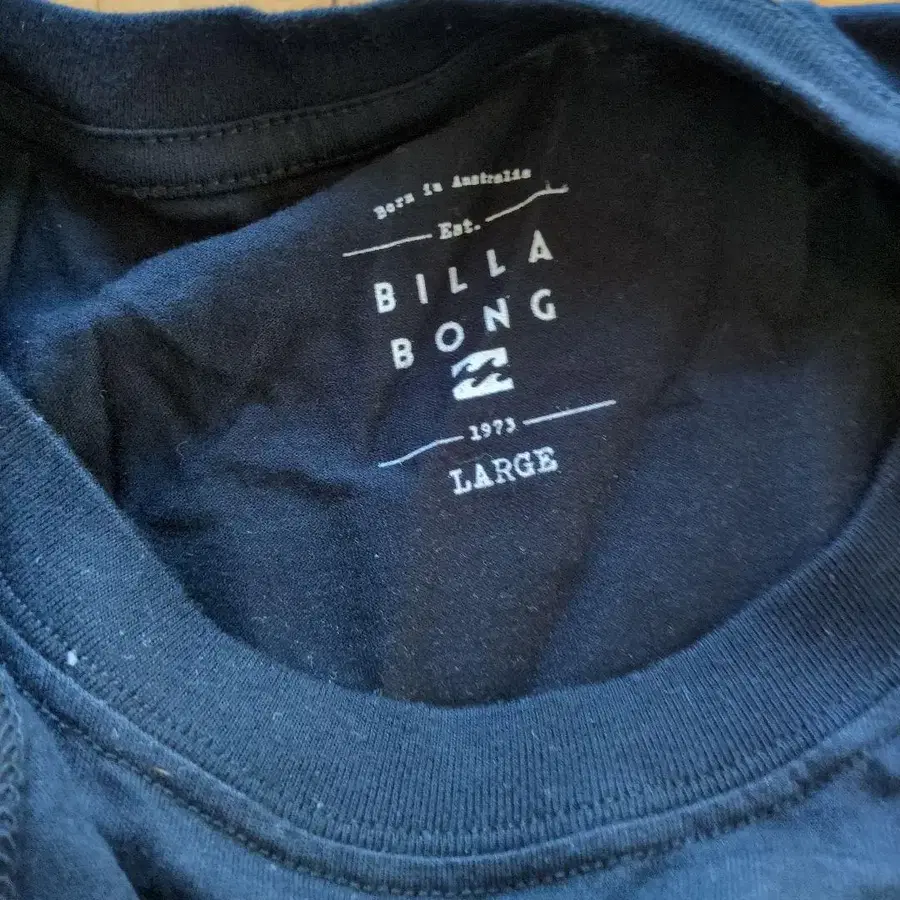 Born in Australia
Est.
BILLA
BONG
1973
LARGE